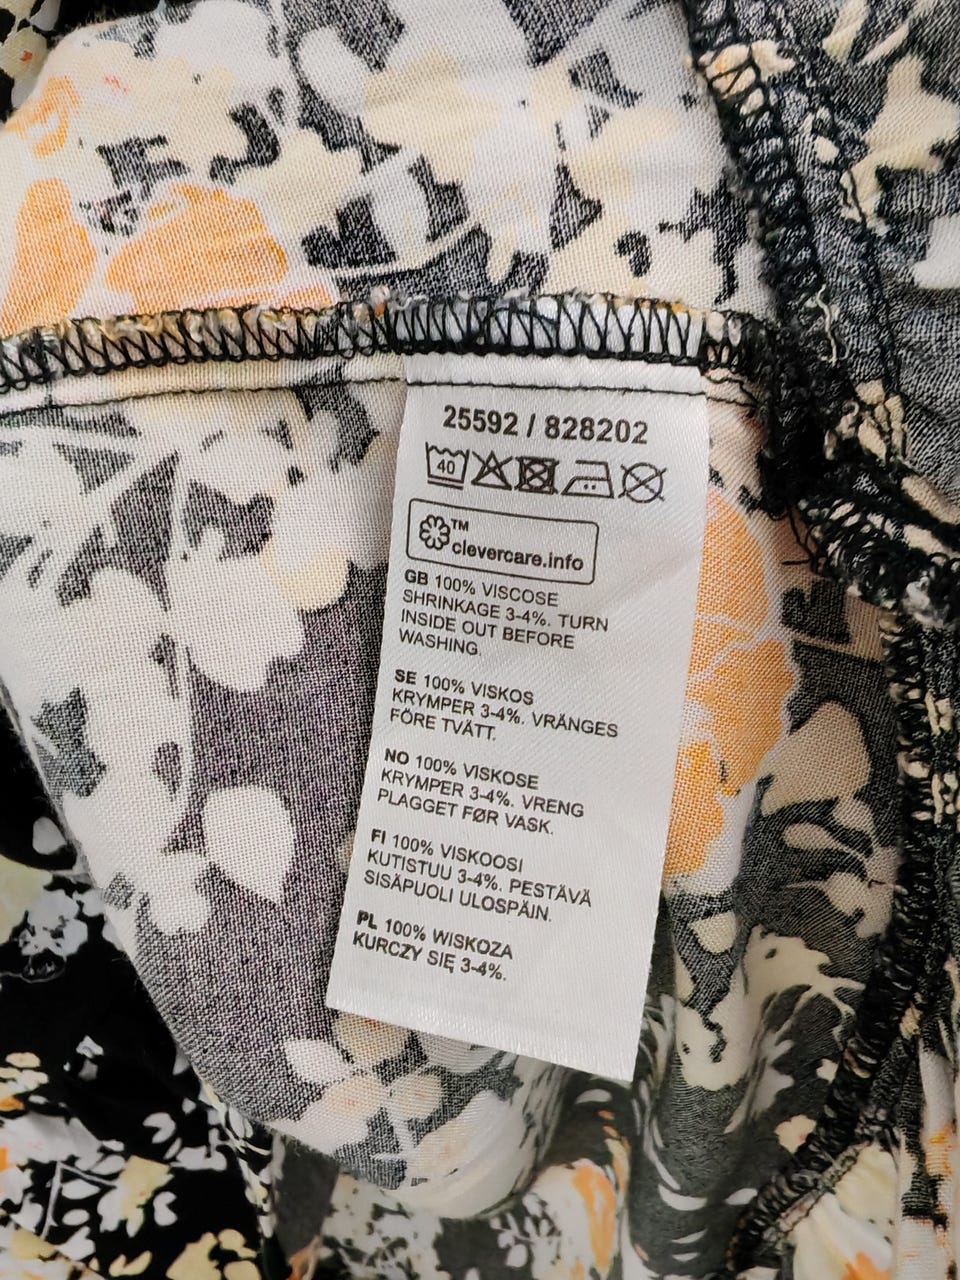 25592 / 828202
40
TM
clevercare.info
GB 100% VISCOSE
SHRINKAGE 3-4%. TURN
INSIDE OUT BEFORE
WASHING.
SE 100% VISKOS
KRYMPER 3-4%. VRÄNGES
FÖRE TVÄTT.
NO 100% VISKOSE
KRYMPER 3-4%. VRENG
PLAGGET FØR VASK.
FI 100% VISKOOSI
KUTISTUU 3-4%. PESTÄVÄ
SISÄPUOLI ULOSPÄIN.
PL 100% WISKOZA
KURCZY SIĘ 3-4%.